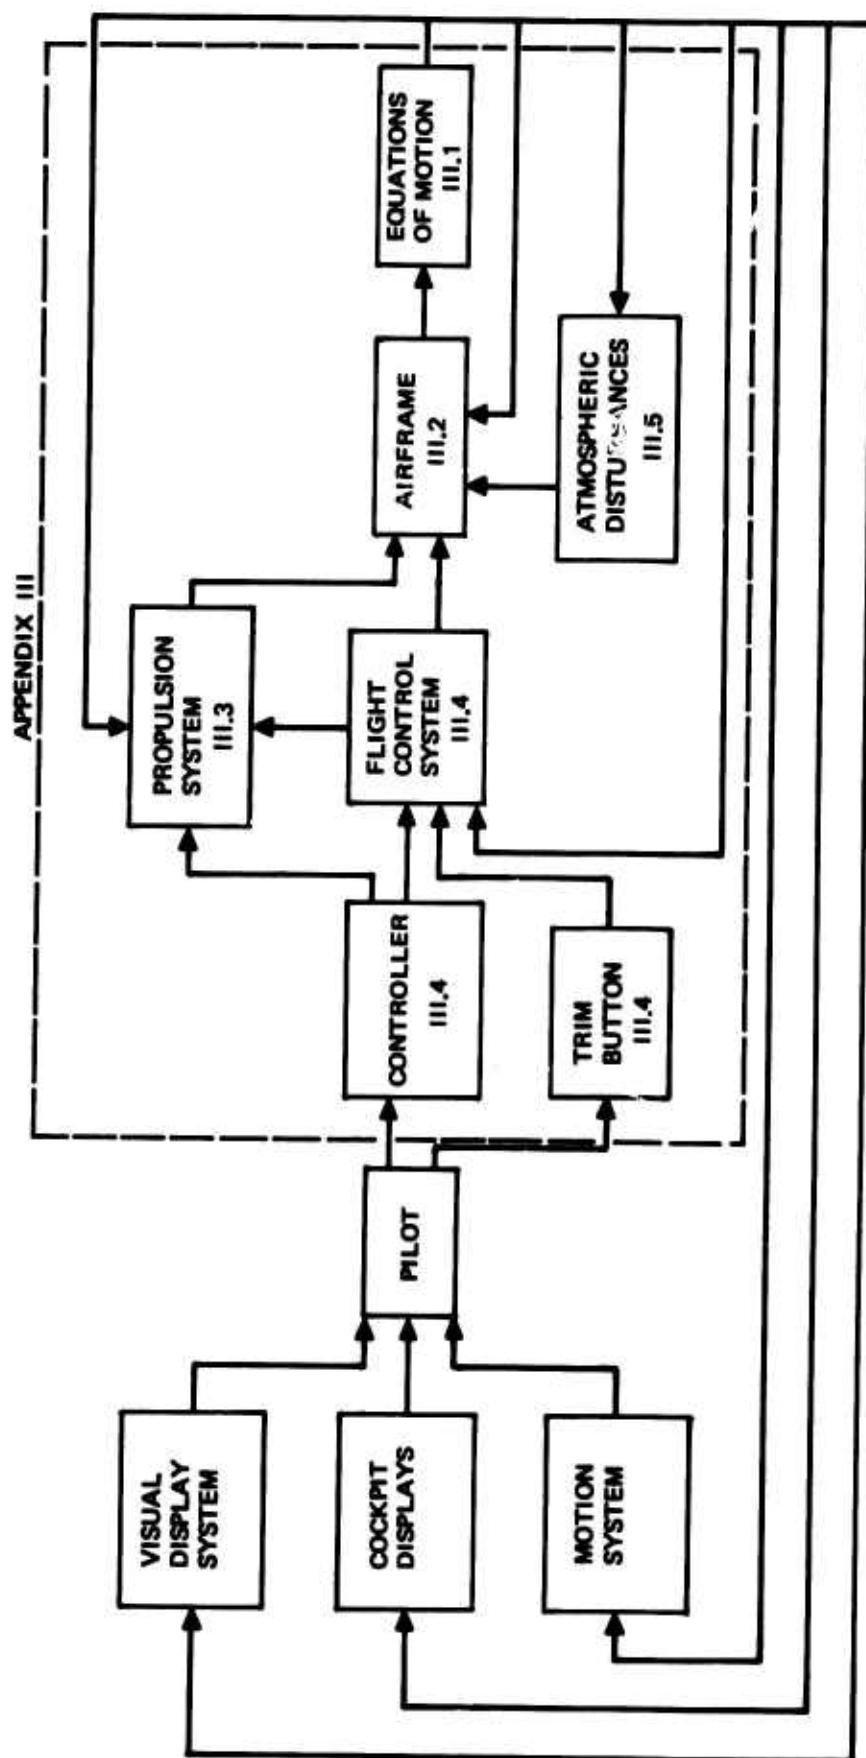 APPENDIX III
VISUAL
DISPLAY
SYSTEM
COCKPIT
DISPLAYS
MOTION
SYSTEM
PILOT
CONTROLLER
III.4
TRIM
BUTTON
III.4
PROPULSION
SYSTEM
III.3
FLIGHT
CONTROL
SYSTEM
III.4
AIRFRAME
III.2
EQUATIONS
OF MOTION
III.1
ATMOSPHERIC
DISTURBANCES
III.5